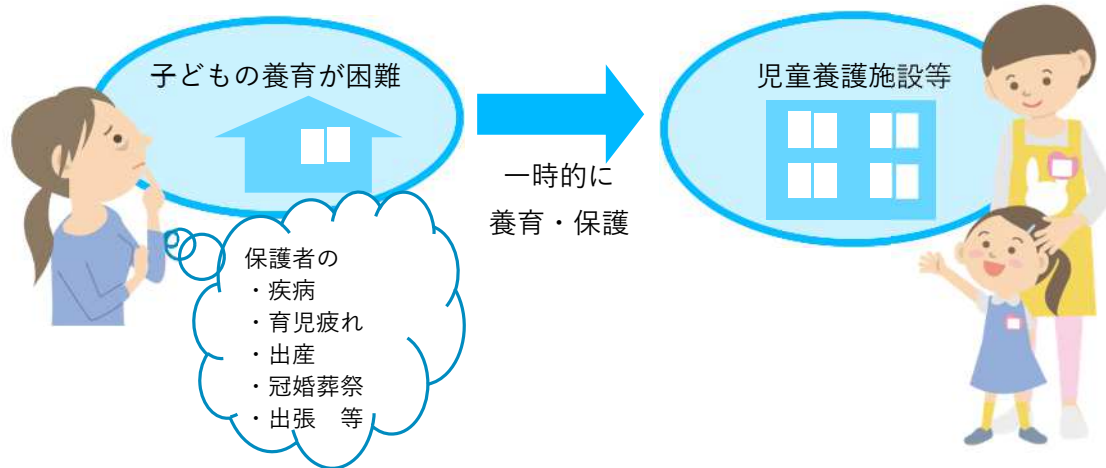 子どもの養育が困難
一時的に
養育・保護
児童養護施設等
保護者の
・疾病
・育児疲れ
・出産
・冠婚葬祭
・出張　等